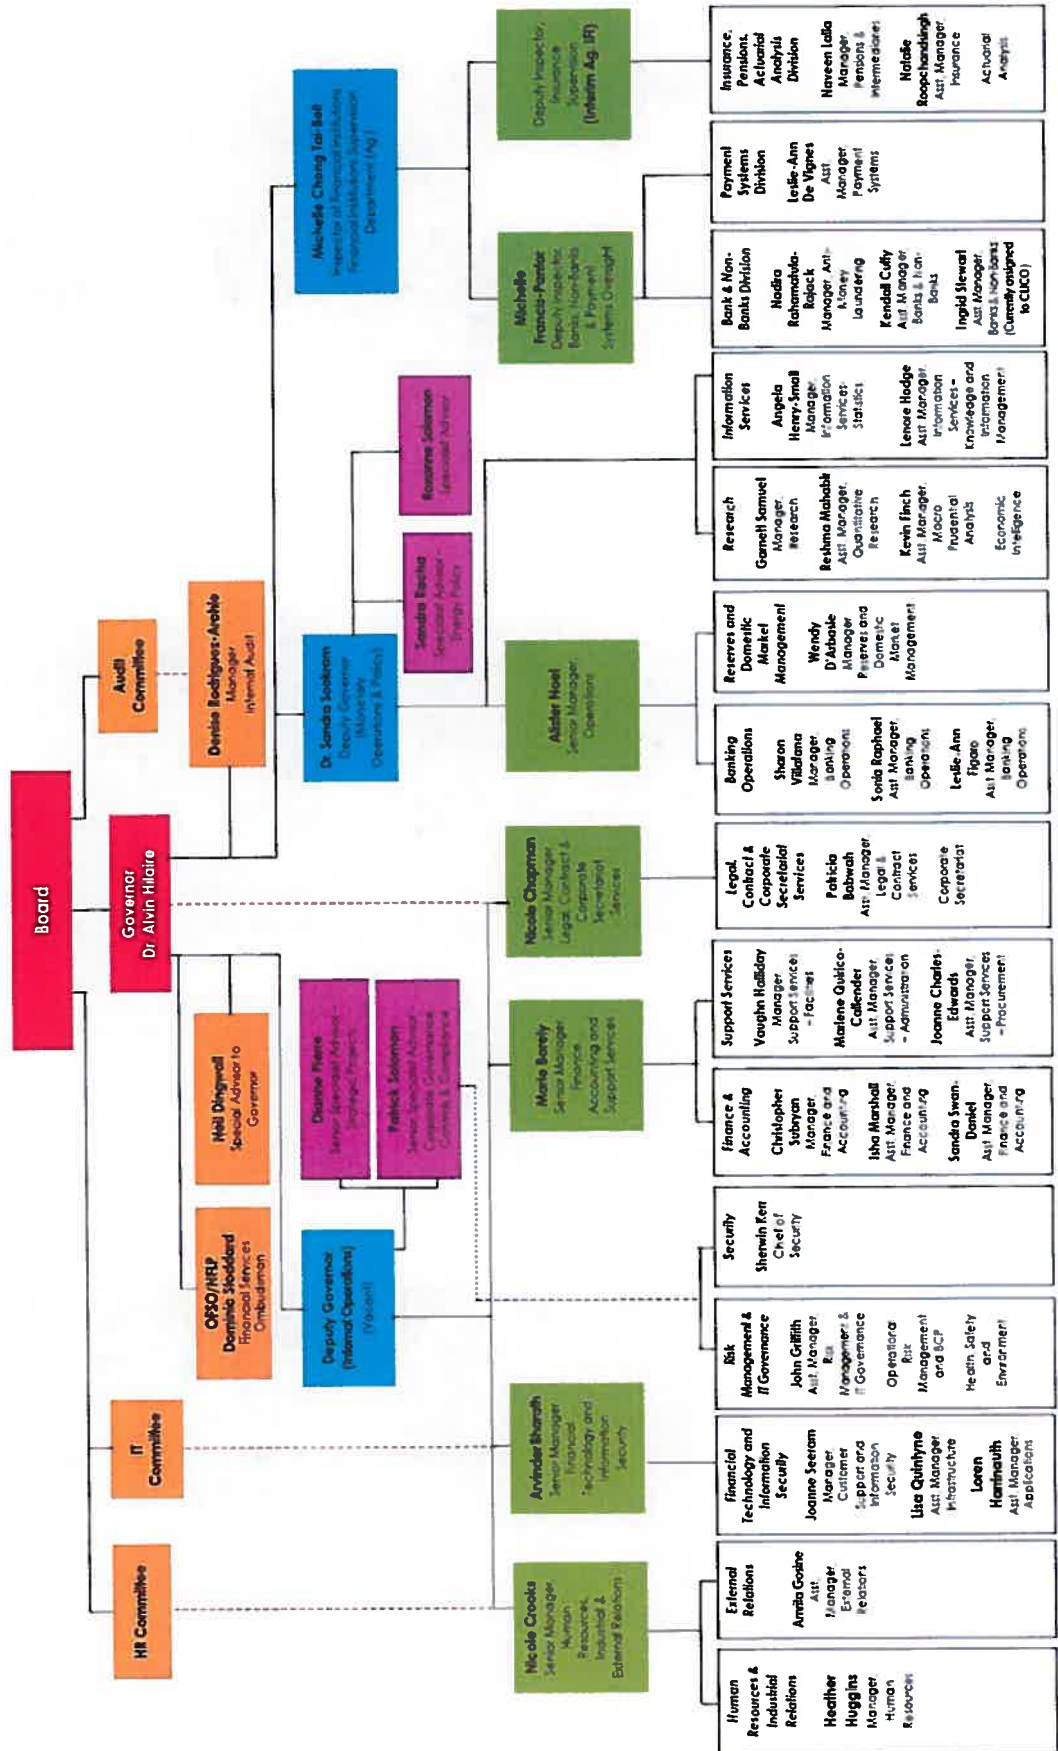 Board
HR Committee
IT
Committee
Governor
Dr. Alvin Hilaire
Audit
Committee
OFSO/NFLP
Dominic Stoddard
Financial Services
Ombudsman
Neil Dingwall
Special Advisor to
Governor
Denise Rodriguez-Archie
Manager
Internal Audit
Deputy Governor
(Internal Operations)
(Vacant)
Dianne Pierre
Senior Specialist Advisor –
Strategic Projects
Patrick Solomon
Senior Specialist Advisor –
Controls & Compliance
Dr. Sandra Sookram
Deputy Governor
(Monetary
Operations & Policy)
Sandra
Specialist Advisor –
Energy Policy
Solomon
Specialist Advisor
Michelle Chong Tai-Bell
Inspector of Financial Institutions
Financial Institutions Supervision
Department (Ag.)
Nicole Crooks
Senior Manager,
Human
Resources,
Industrial &
External Relations
Arvinder Bharath
Senior Manager
Financial
Technology and
Information
Security
Marie Borely
Senior Manager
Finance,
Accounting and
Support Services
Nicole Chapman
Senior Manager
Legal, Contract &
Corporate
Secretariat
Services
Alister Noel
Senior Manager,
Operations
Michelle
Francis-Pantor
Deputy Inspector,
Banks, Non-Banks
& Payment
Systems Oversight
Deputy Inspector,
Insurance
Supervision
(Interim Ag. IR)
Human
Resources &
Industrial
Relations
Heather
Huggins
Manager
Human
Resources
External
Relations
Amrita Gosine
Asst.
Manager,
External
Relations
Financial
Technology and
Information
Security
Joanne Seeram
Manager,
Customer
Support and
Information
Security
Lisa Quintyne
Asst. Manager
Infrastructure
Loren
Harrinauth
Asst. Manager
Applications
Risk
Management &
IT Governance
John Griffith
Asst. Manager
Risk
Management &
IT Governance
Operational
Risk
Management
and BCP
Health, Safety
and
Environment
Security
Sherwin Kerr
Chief of
Security
Finance &
Accounting
Christopher
Subryan
Manager,
Finance and
Accounting
Isha Marshall
Asst. Manager,
Finance and
Accounting
Sandra Swan-
Daniel
Asst. Manager
Finance and
Accounting
Support Services
Vaughn Halliday
Manager
Support Services
– Facilities
Marlene Quirico-
Callender
Asst. Manager
Support Services
– Administration
Joanne Charles-
Edwards
Asst. Manager,
Support Services
– Procurement
Legal,
Contract &
Corporate
Secretariat
Services
Patricia
Babwah
Asst. Manager
Legal &
Contract
Services
Corporate
Secretariat
Banking
Operations
Sharon
Villafana
Manager,
Banking
Operations
Sonia Raphael
Asst. Manager,
Banking
Operations
Leslie-Ann
Figaro
Asst. Manager,
Banking
Operations
Reserves and
Domestic
Market
Management
Wendy
D'Arbasie
Manager
Reserves and
Domestic
Market
Management
Research
Garnett Samuel
Manager,
Research
Reshma Mahabir
Asst. Manager,
Quantitative
Research
Kevin Finch
Asst. Manager,
Macro
Prudential
Analysis
Economic
Intelligence
Information
Services
Angela
Henry-Small
Manager,
Information
Services-
Statistics
Lenore Hodge
Asst. Manager,
Information
Services –
Knowledge and
Information
Management
Bank & Non-
Banks Division
Nadira
Rahamatula-
Rajack
Manager, Anti-
Money
Laundering
Kendall Cuffy
Asst. Manager
Banks & Non-
Banks
Ingrid Stewart
Asst. Manager,
Banks & Non-Banks
(Currently assigned
to CLICO)
Payment
Systems
Division
Leslie-Ann
De Vignes
Asst.
Manager
Payment
Systems
Insurance,
Pensions,
Actuarial
Analysis
Division
Naveen Lalla
Manager,
Pensions &
Intermediaries
Natalie
Roopchandsingh
Asst. Manager
Insurance
Actuarial
Analysis